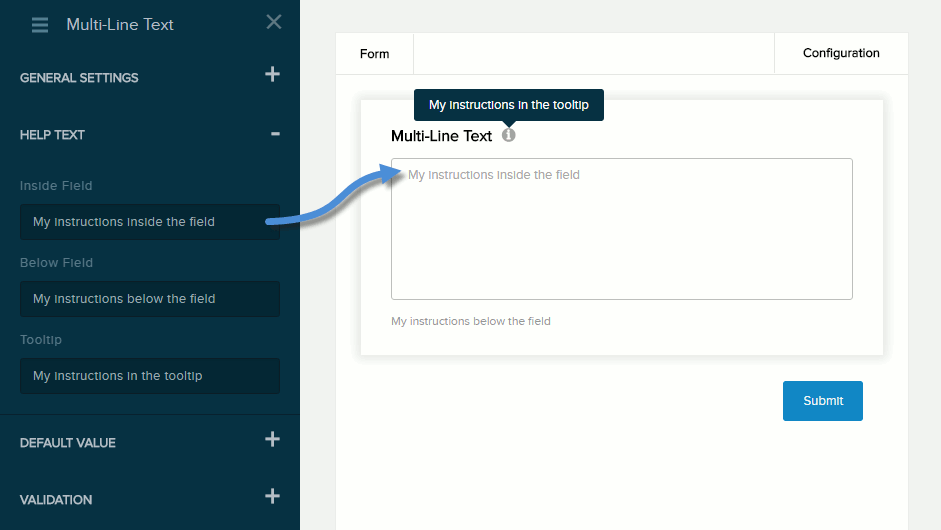 Multi-Line Text
GENERAL SETTINGS
HELP TEXT
Inside Field
My instructions inside the field
Below Field
My instructions below the field
Tooltip
My instructions in the tooltip
DEFAULT VALUE
VALIDATION
Form
Configuration
My instructions in the tooltip
Multi-Line Text
My instructions inside the field
My instructions below the field
Submit